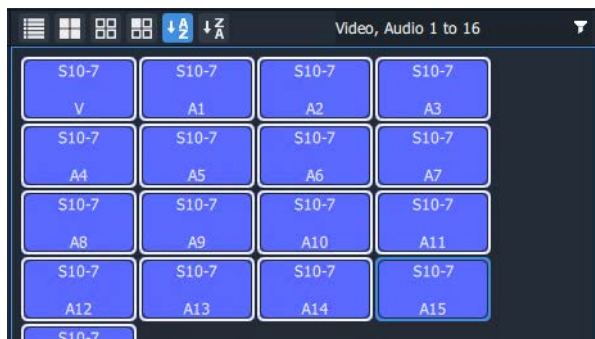 Video, Audio 1 to 16
S10-7 S10-7 S10-7 S10-7
V A1 A2 A3
S10-7 S10-7 S10-7 S10-7
A4 A5 A6 A7
S10-7 S10-7 S10-7 S10-7
A8 A9 A10 A11
S10-7 S10-7 S10-7 S10-7
A12 A13 A14 A15
S10-7